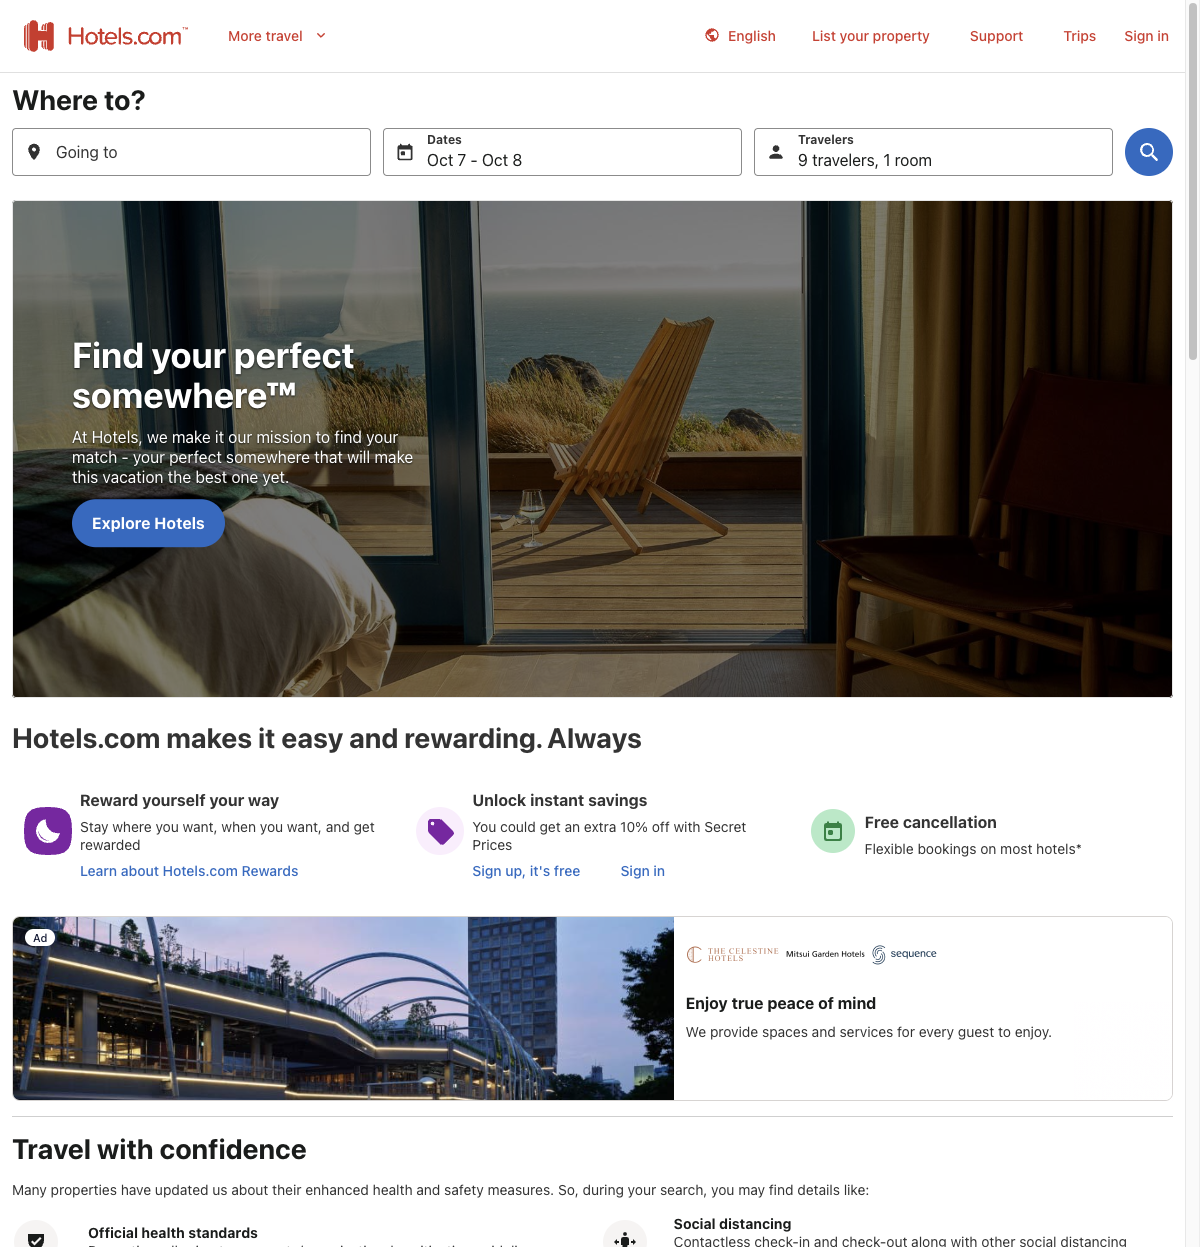 Hotels.com™
More travel
English
List your property
Support
Trips
Sign in
Where to?
Going to
Dates
Oct 7 - Oct 8
Travelers
9 travelers, 1 room
Find your perfect
somewhere™
At Hotels, we make it our mission to find your
match - your perfect somewhere that will make
this vacation the best one yet.
Explore Hotels
Hotels.com makes it easy and rewarding. Always
Reward yourself your way
Stay where you want, when you want, and get
rewarded
Learn about Hotels.com Rewards
Unlock instant savings
You could get an extra 10% off with Secret
Prices
Sign up, it's free
Sign in
Free cancellation
Flexible bookings on most hotels*
Ad
THE CELESTINE
HOTELS
Mitsui Garden Hotels
sequence
Enjoy true peace of mind
We provide spaces and services for every guest to enjoy.
Travel with confidence
Many properties have updated us about their enhanced health and safety measures. So, during your search, you may find details like:
Official health standards
Social distancing
Contactless check-in and check-out along with other social distancing